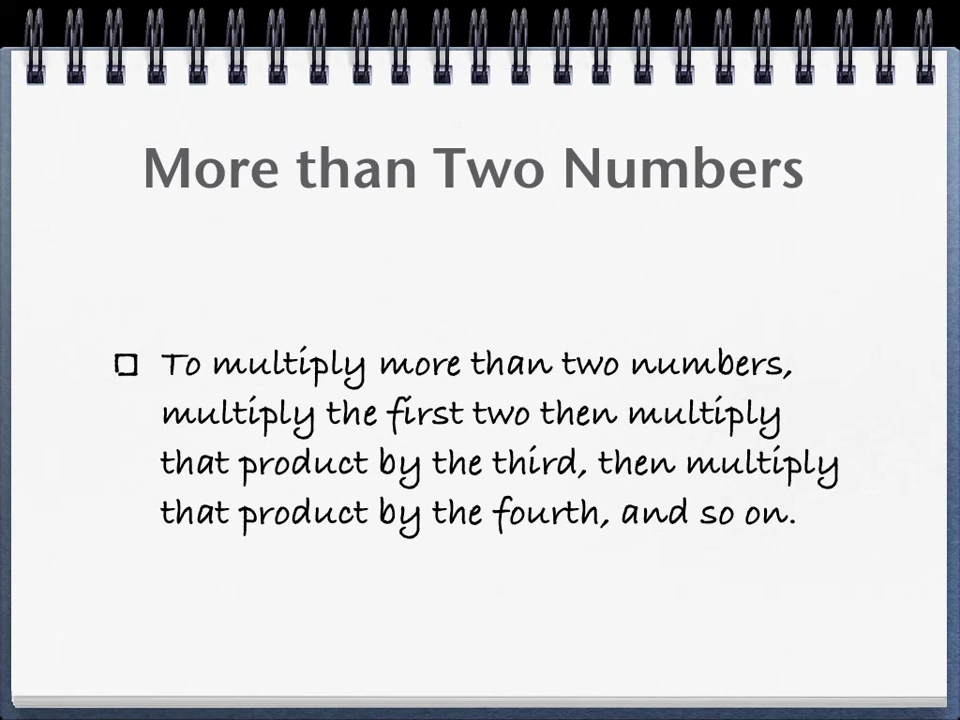 More than Two Numbers
To multiply more than two numbers,
multiply the first two then multiply
that product by the third, then multiply
that product by the fourth, and so on.